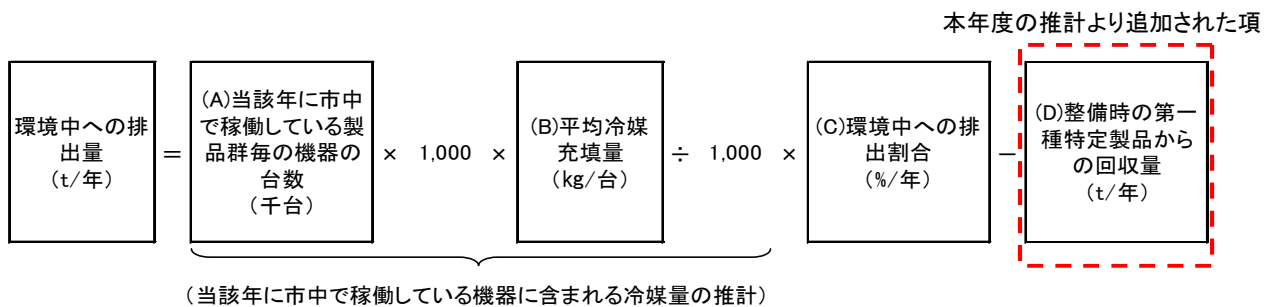 本年度の推計より追加された項
環境中への排
出量
(t/年)
=
(A)当該年に市中
で稼働している製
品群毎の機器の
台数
(千台)
× 1,000 ×
(B)平均冷媒
充填量
(kg/台)
÷ 1,000 ×
(C)環境中への排
出割合
(%/年)
－
(D)整備時の第一
種特定製品から
の回収量
(t/年)
(当該年に市中で稼働している機器に含まれる冷媒量の推計)